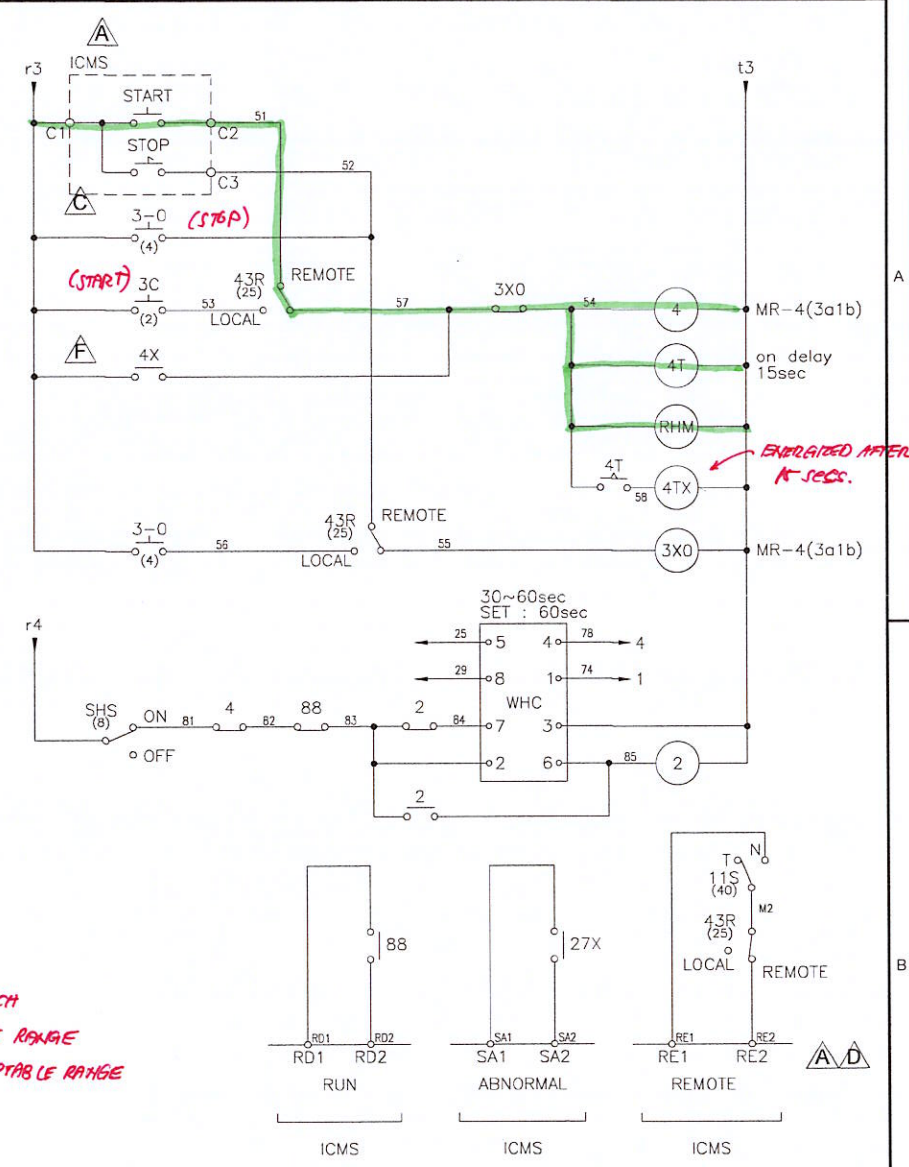 A
r3
ICMS
t3
START
51
C1
C2
STOP
52
C3
C
3-0
(STOP)
(4)
(START)
3C
43R
REMOTE
(25)
3X0
A
(2)
53
LOCAL
57
54
4
MR-4(3a1b)
F
4X
4T
on delay
15sec
RHM
ENERGIZED AFTER
15 SECS.
4T
58
4TX
43R
REMOTE
(25)
3-0
(4)
56
LOCAL
55
3X0
MR-4(3a1b)
30~60sec
SET : 60sec
r4
25
5
4
78
4
29
8
1
74
1
WHC
SHS
(8)
ON
81
4
82
88
83
2
84
7
3
OFF
2
6
85
2
2
T
N
11S
(40)
M2
88
27X
43R
(25)
LOCAL
REMOTE
B
CH
RANGE
PTABLE RANGE
RD1
RD2
SA1
SA2
RE1
RE2
RD1
RD2
SA1
SA2
RE1
RE2
A
D
RUN
ABNORMAL
REMOTE
ICMS
ICMS
ICMS